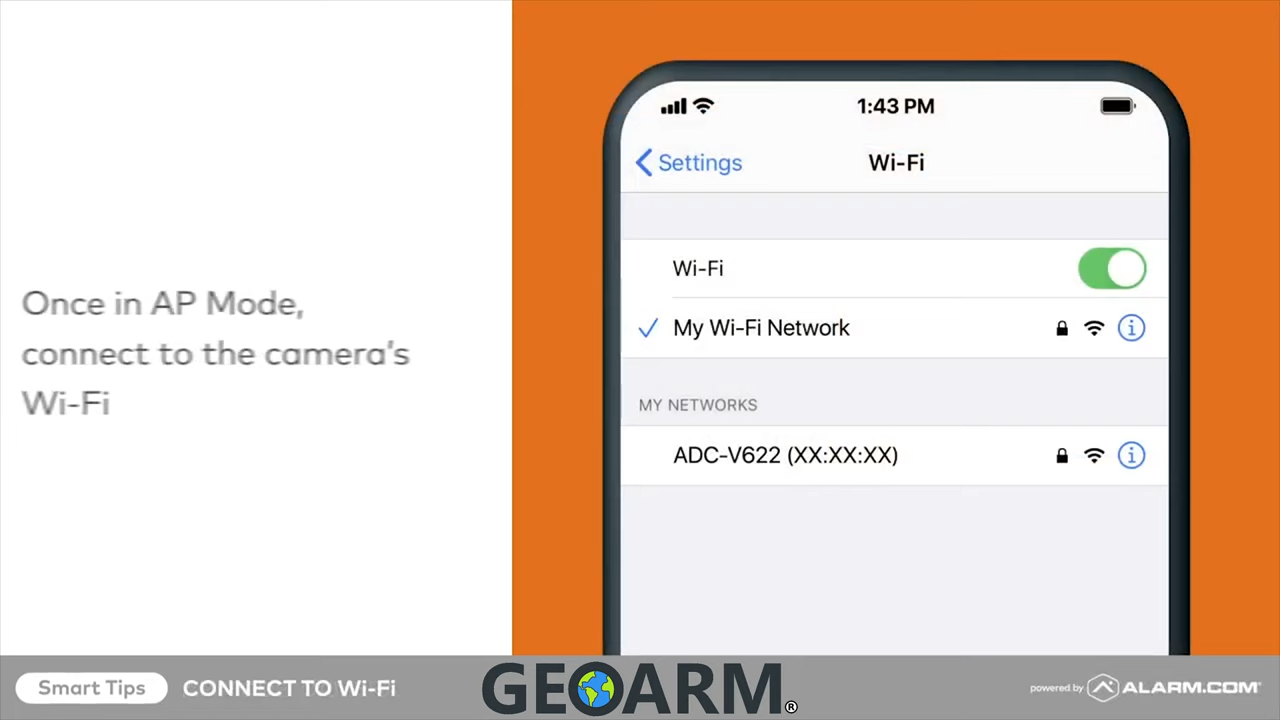 Once in AP Mode,
connect to the camera's
Wi-Fi
1:43 PM
Settings
Wi-Fi
Wi-Fi
My Wi-Fi Network
MY NETWORKS
ADC-V622 (XX:XX:XX)
Smart Tips
CONNECT TO Wi-Fi
GEOARM®
powered by ALARM.COM